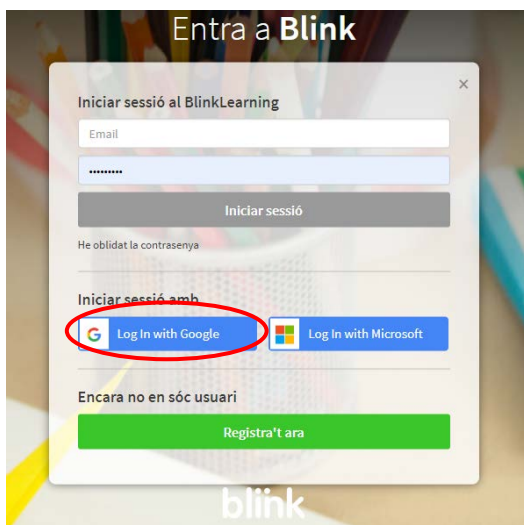 Entra a Blink
×
Iniciar sessió al BlinkLearning
Email
•••••••••
Iniciar sessió
He oblidat la contrasenya
Iniciar sessió amb
Log In with Google
Log In with Microsoft
Encara no en sóc usuari
Registra't ara
blink